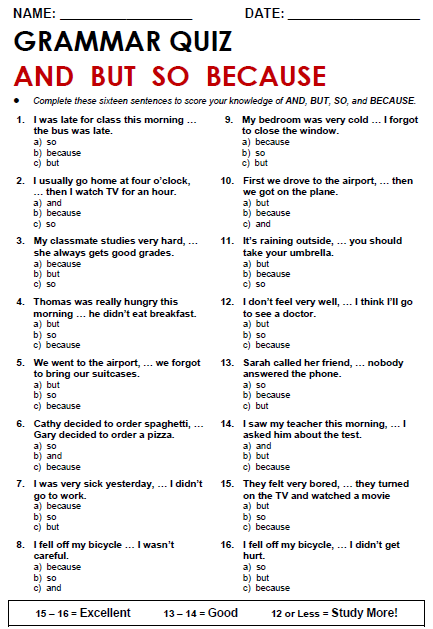 NAME: ____________________ DATE: ____________________
GRAMMAR QUIZ
AND BUT SO BECAUSE
● Complete these sixteen sentences to score your knowledge of AND, BUT, SO, and BECAUSE.
1. I was late for class this morning …
the bus was late.
a) so
b) because
c) but
2. I usually go home at four o’clock,
… then I watch TV for an hour.
a) and
b) because
c) so
3. My classmate studies very hard, …
she always gets good grades.
a) because
b) but
c) so
4. Thomas was really hungry this
morning … he didn’t eat breakfast.
a) but
b) so
c) because
5. We went to the airport, … we forgot
to bring our suitcases.
a) but
b) so
c) because
6. Cathy decided to order spaghetti, …
Gary decided to order a pizza.
a) so
b) and
c) because
7. I was very sick yesterday, … I didn’t
go to work.
a) because
b) so
c) but
8. I fell off my bicycle … I wasn’t
careful.
a) because
b) so
c) and
9. My bedroom was very cold … I forgot
to close the window.
a) because
b) so
c) but
10. First we drove to the airport, … then
we got on the plane.
a) but
b) because
c) and
11. It’s raining outside, … you should
take your umbrella.
a) but
b) because
c) so
12. I don’t feel very well, … I think I’ll go
to see a doctor.
a) but
b) so
c) because
13. Sarah called her friend, … nobody
answered the phone.
a) so
b) because
c) but
14. I saw my teacher this morning, … I
asked him about the test.
a) and
b) but
c) because
15. They felt very bored, … they turned
on the TV and watched a movie
a) but
b) so
c) because
16. I fell off my bicycle, … I didn’t get
hurt.
a) so
b) but
c) because
15 – 16 = Excellent 13 – 14 = Good 12 or Less = Study More!